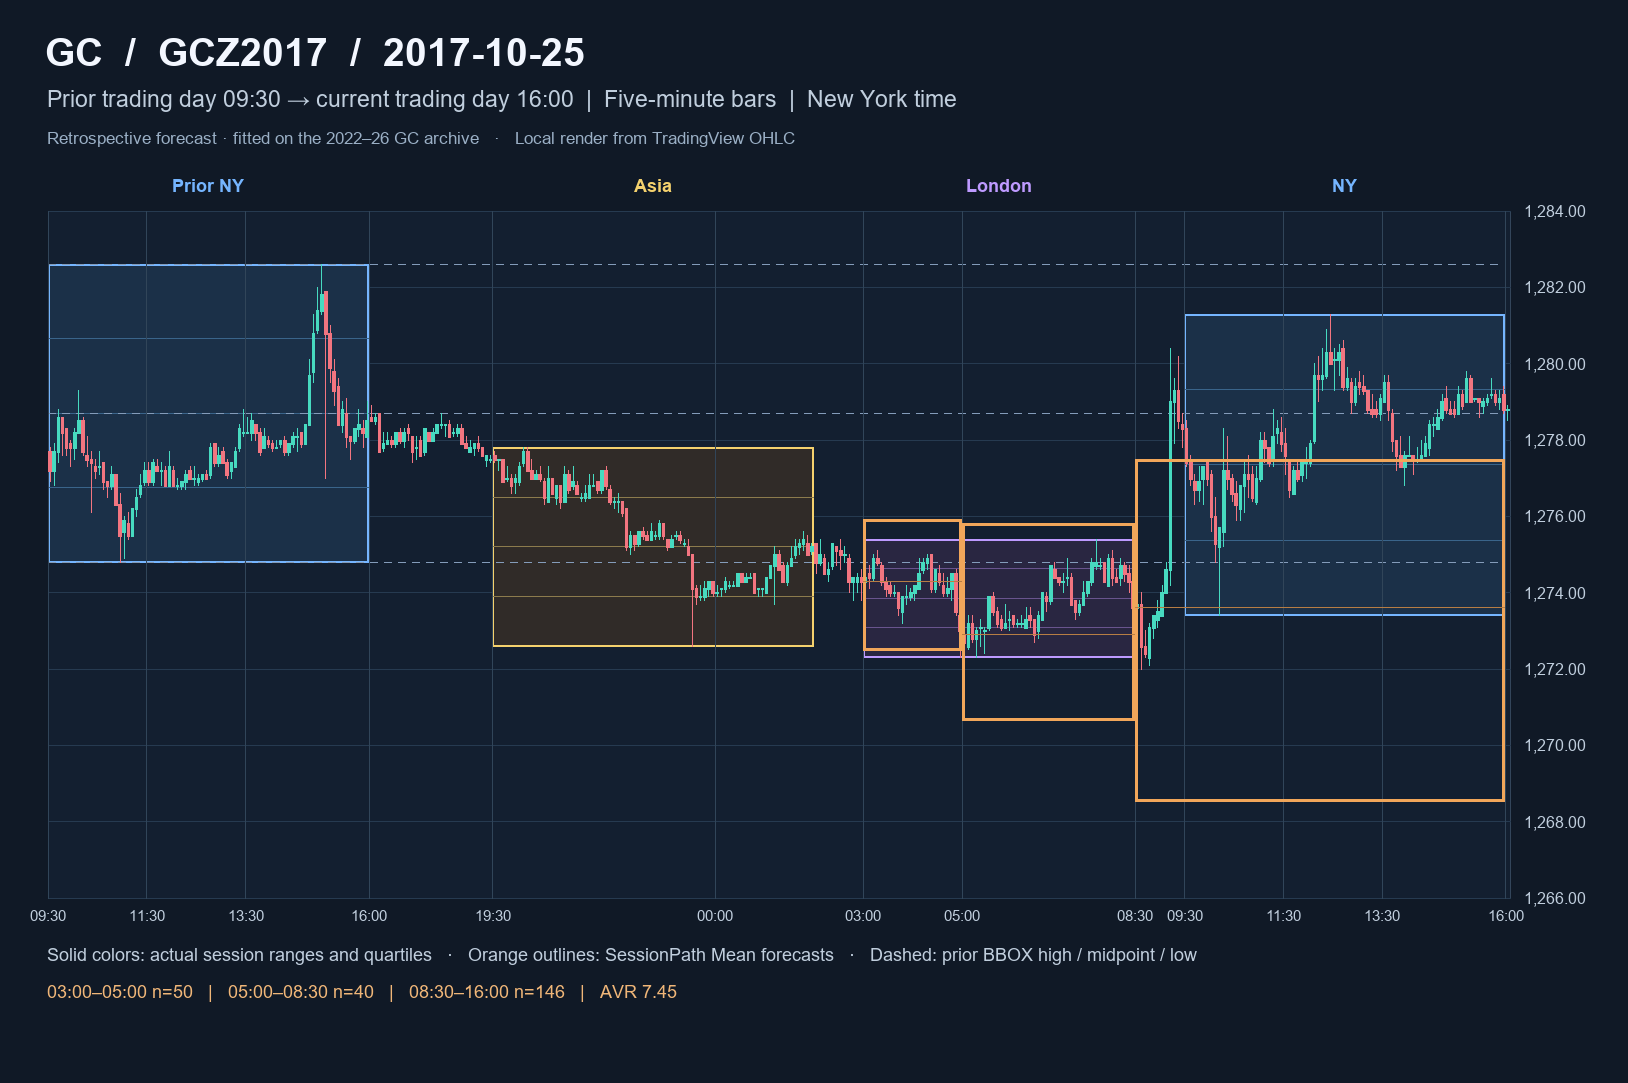 GC / GCZ2017 / 2017-10-25
Prior trading day 09:30 → current trading day 16:00 | Five-minute bars | New York time
Retrospective forecast · fitted on the 2022–26 GC archive · Local render from TradingView OHLC
Prior NY Asia London NY
1,284.00
1,282.00
1,280.00
1,278.00
1,276.00
1,274.00
1,272.00
1,270.00
1,268.00
1,266.00
09:30 11:30 13:30 16:00 19:30 00:00 03:00 05:00 08:30 09:30 11:30 13:30 16:00
Solid colors: actual session ranges and quartiles · Orange outlines: SessionPath Mean forecasts · Dashed: prior BBOX high / midpoint / low
03:00–05:00 n=50 | 05:00–08:30 n=40 | 08:30–16:00 n=146 | AVR 7.45